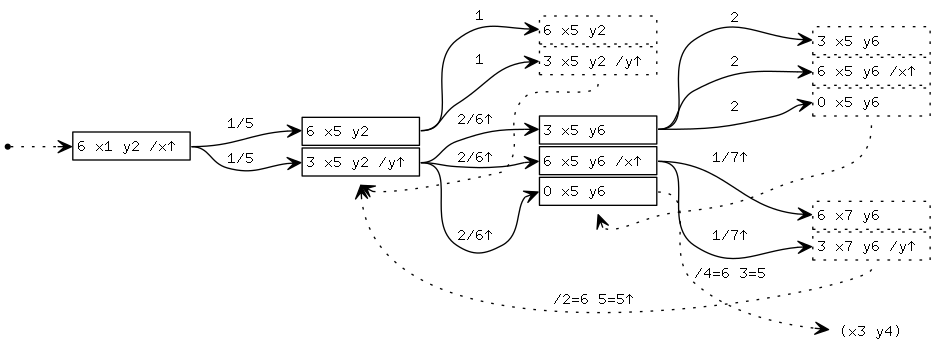 6 x1 y2 /x↑
1/5
1/5
6 x5 y2
3 x5 y2 /y↑
1
1
2/6↑
2/6↑
2/6↑
6 x5 y2
3 x5 y2 /y↑
3 x5 y6
6 x5 y6 /x↑
0 x5 y6
2
2
2
1/7↑
1/7↑
/4=6 3=5
/2=6 5=5↑
3 x5 y6
6 x5 y6 /x↑
0 x5 y6
6 x7 y6
3 x7 y6 /y↑
(x3 y4)